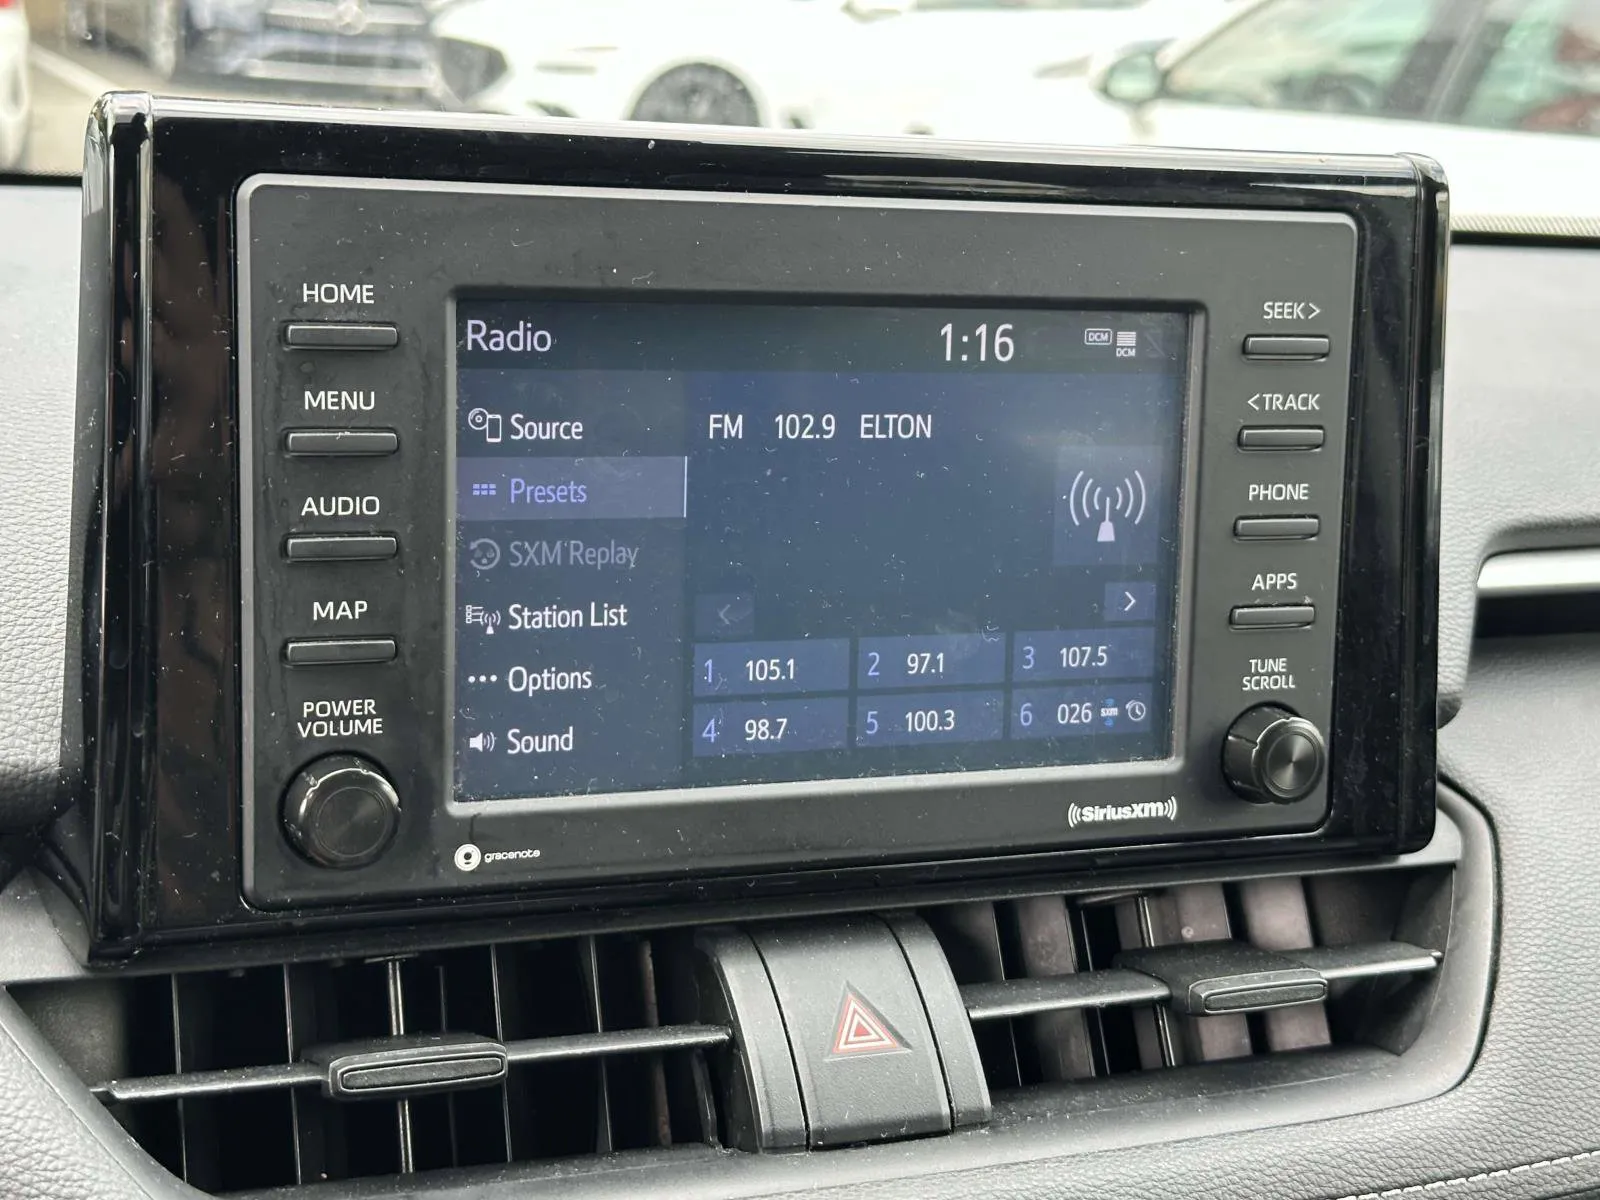 HOME
MENU
AUDIO
MAP
POWER
VOLUME
Radio
1:16
DCM
DCM
Source
Presets
SXM Replay
Station List
Options
Sound
FM 102.9 ELTON
<
>
1 105.1
2 97.1
3 107.5
4 98.7
5 100.3
6 026 sxm
SEEK>
<TRACK
PHONE
APPS
TUNE
SCROLL
gracenote
((SiriusXM))